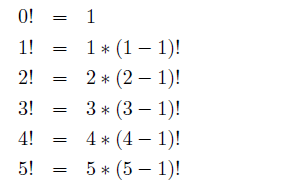 0! = 1
1! = 1 ∗ (1 − 1)!
2! = 2 ∗ (2 − 1)!
3! = 3 ∗ (3 − 1)!
4! = 4 ∗ (4 − 1)!
5! = 5 ∗ (5 − 1)!